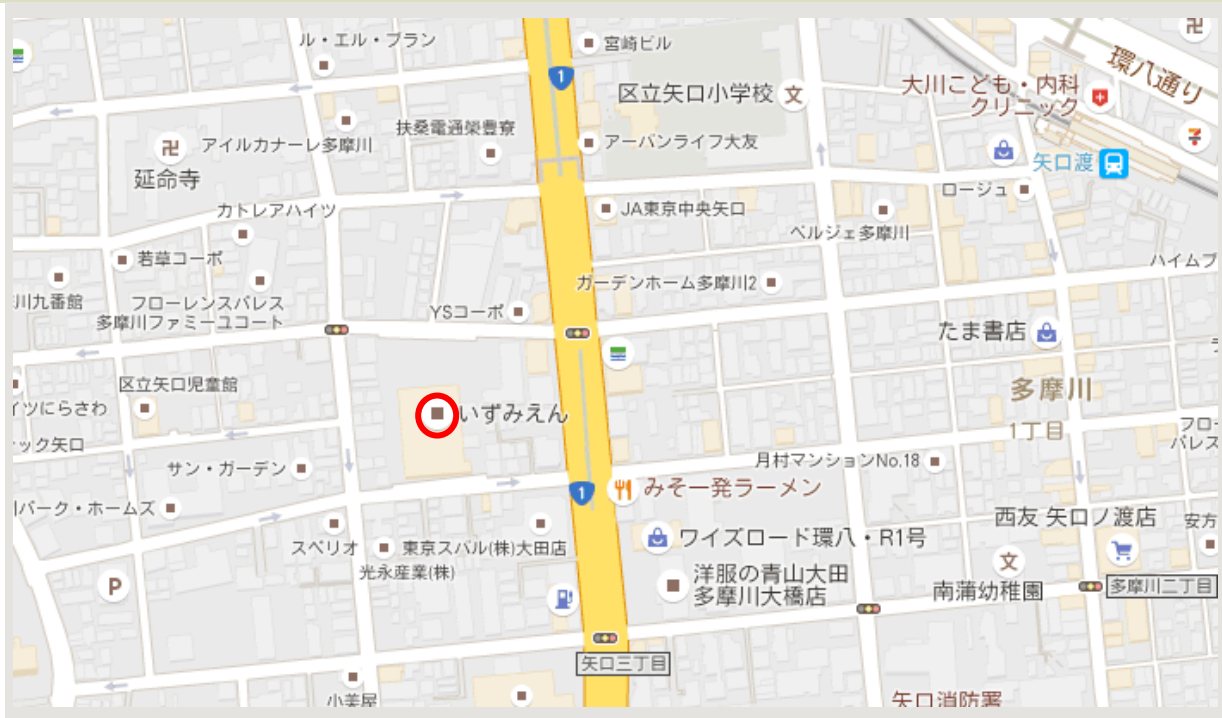 ル・エル・ブラン
宮崎ビル
環八通り
1
区立矢口小学校
文
大川こども・内科
クリニック
アイルカナーレ多摩川
扶桑電通榮豊寮
アーバンライフ大友
延命寺
矢口渡
ロージュ
カトレアハイツ
JA東京中央矢口
ベルジェ多摩川
若草コーポ
ハイムブ
川九番館
フローレンスパレス
多摩川ファミーユコート
YSコーポ
ガーデンホーム多摩川2
たま書店
区立矢口児童館
イツにらさわ
いずみえん
多摩川
1丁目
フロー
パレス
ック矢口
サン・ガーデン
月村マンションNo.18
1
みそ一発ラーメン
パーク・ホームズ
スペリオ
東京スバル(株)大田店
光永産業(株)
ワイズロード環八・R1号
西友 矢口ノ渡店
安方
文
P
洋服の青山大田
多摩川大橋店
南蒲幼稚園
多摩川二丁目
矢口三丁目
小美屋
矢口消防署